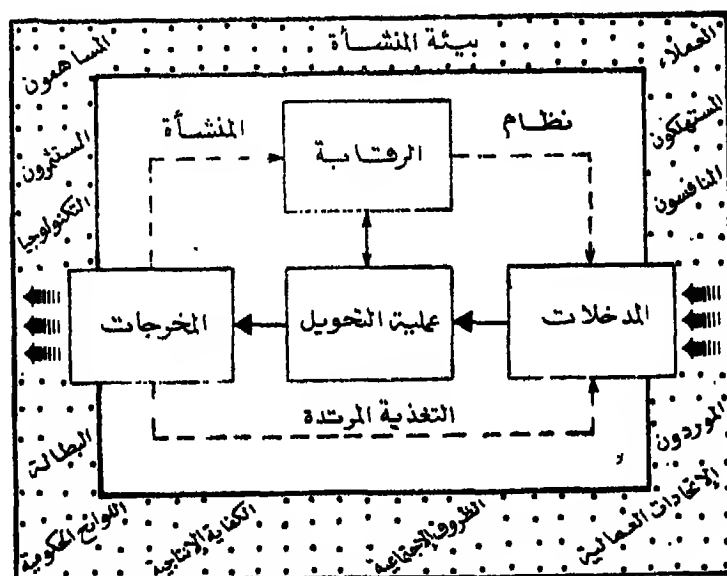 بيئة المنشأة
العملاء
المساهمون
المستهلكون
المستثمرون
المنافسون
التكنولوجيا
نظام
المنشأة
الرقابة
المدخلات
عملية التحويل
المخرجات
التغذية المرتدة
الموردون
البطالة
الاتحادات العمالية
الظروف الاجتماعية
الكفاية الإنتاجية
اللوائح الحكومية